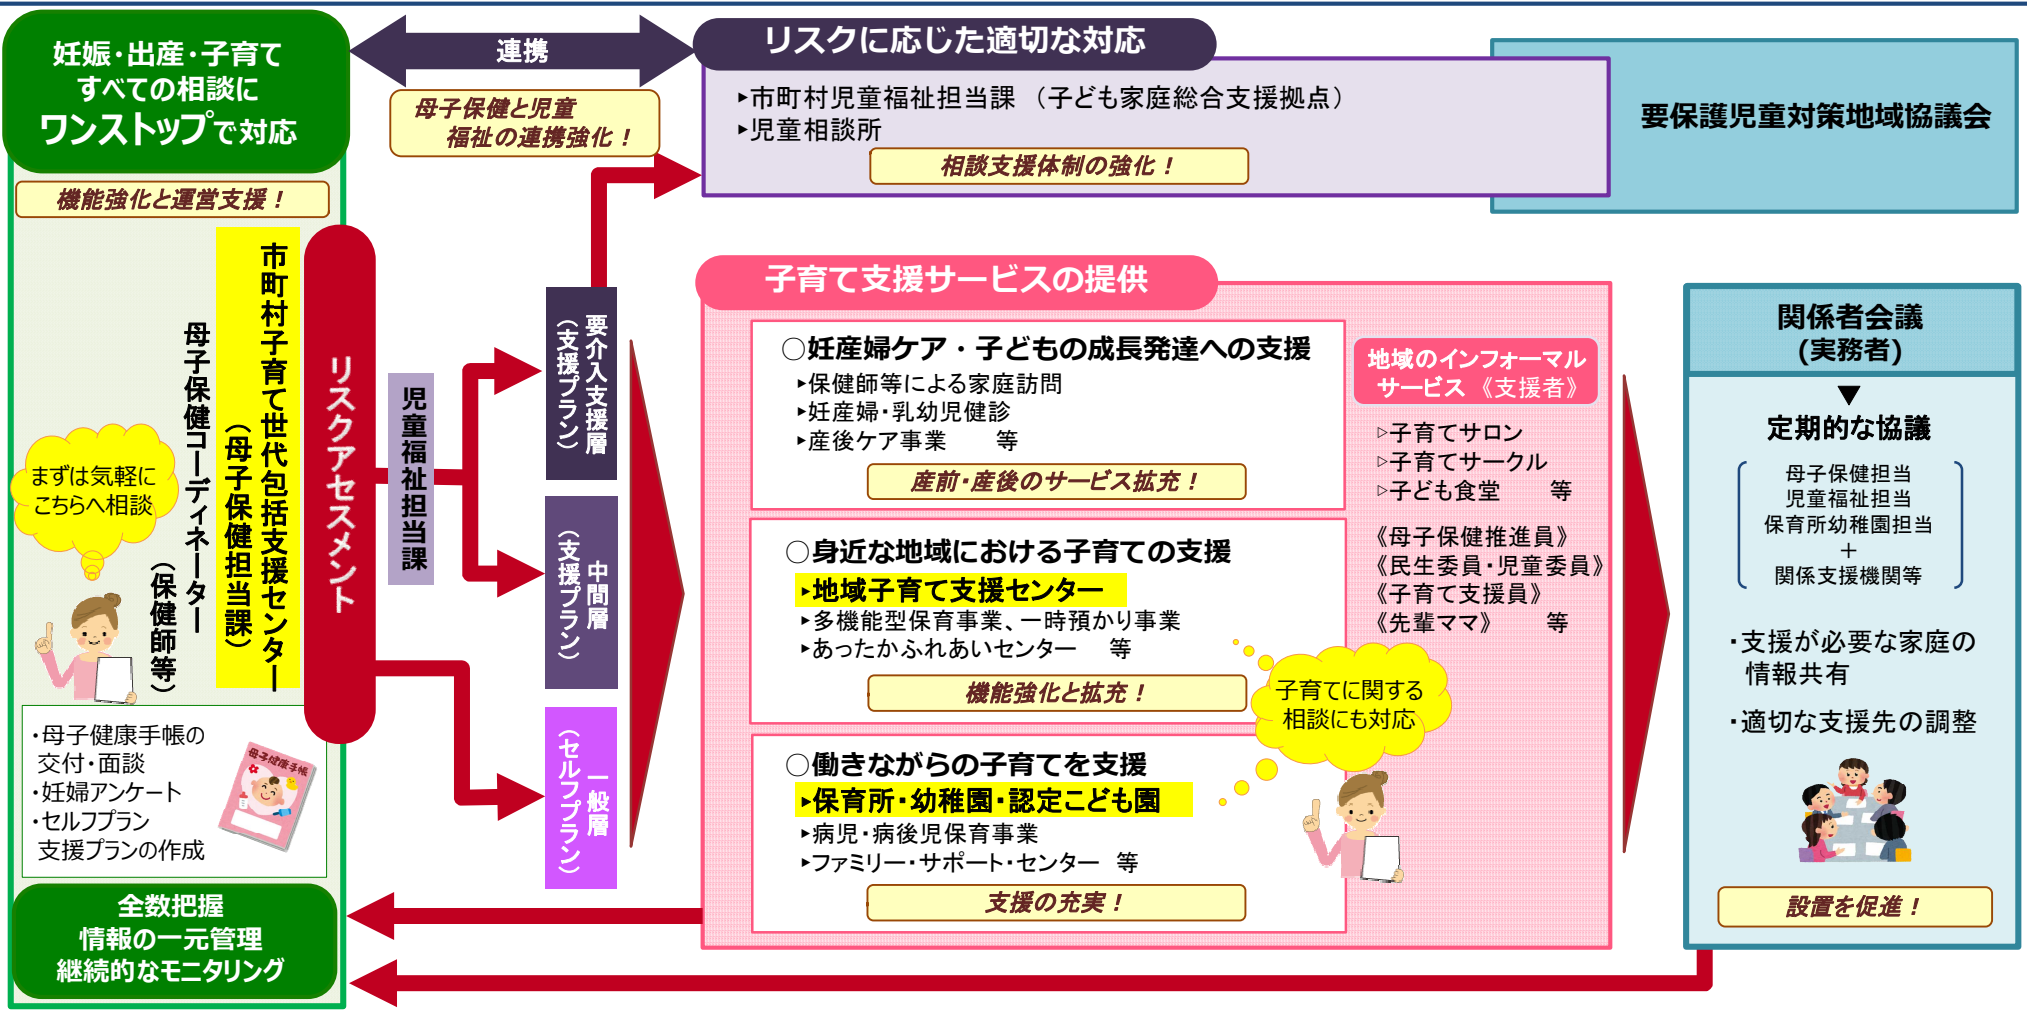 妊娠・出産・子育て
すべての相談に
ワンストップで対応
機能強化と運営支援！
市町村子育て世代包括支援センター
（母子保健担当課）
母子保健コーディネーター
（保健師等）
まずは気軽に
こちらへ相談
・母子健康手帳の
交付・面談
・妊婦アンケート
・セルフプラン
支援プランの作成
母子健康手帳
全数把握
情報の一元管理
継続的なモニタリング
リスクアセスメント
連携
母子保健と児童
福祉の連携強化！
児童福祉担当課
要介入支援層
（支援プラン）
中間層
（支援プラン）
一般層
（セルフプラン）
リスクに応じた適切な対応
▸市町村児童福祉担当課 （子ども家庭総合支援拠点）
▸児童相談所
相談支援体制の強化！
要保護児童対策地域協議会
子育て支援サービスの提供
○妊産婦ケア・子どもの成長発達への支援
▸保健師等による家庭訪問
▸妊産婦・乳幼児健診
▸産後ケア事業　等
産前・産後のサービス拡充！
○身近な地域における子育ての支援
▸地域子育て支援センター
▸多機能型保育事業、一時預かり事業
▸あったかふれあいセンター　等
機能強化と拡充！
○働きながらの子育てを支援
▸保育所・幼稚園・認定こども園
▸病児・病後児保育事業
▸ファミリー・サポート・センター 等
支援の充実！
地域のインフォーマル
サービス《支援者》
▹子育てサロン
▹子育てサークル
▹子ども食堂　等
《母子保健推進員》
《民生委員・児童委員》
《子育て支援員》
《先輩ママ》　等
子育てに関する
相談にも対応
関係者会議
(実務者)
▼
定期的な協議
母子保健担当
児童福祉担当
保育所幼稚園担当
＋
関係支援機関等
・支援が必要な家庭の
情報共有
・適切な支援先の調整
設置を促進！